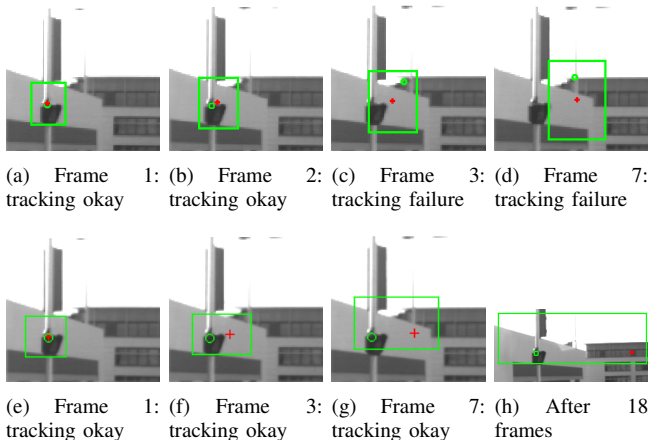 (a) Frame 1: tracking okay
(b) Frame 2: tracking okay
(c) Frame 3: tracking failure
(d) Frame 7: tracking failure
(e) Frame 1: tracking okay
(f) Frame 3: tracking okay
(g) Frame 7: tracking okay
(h) After 18 frames